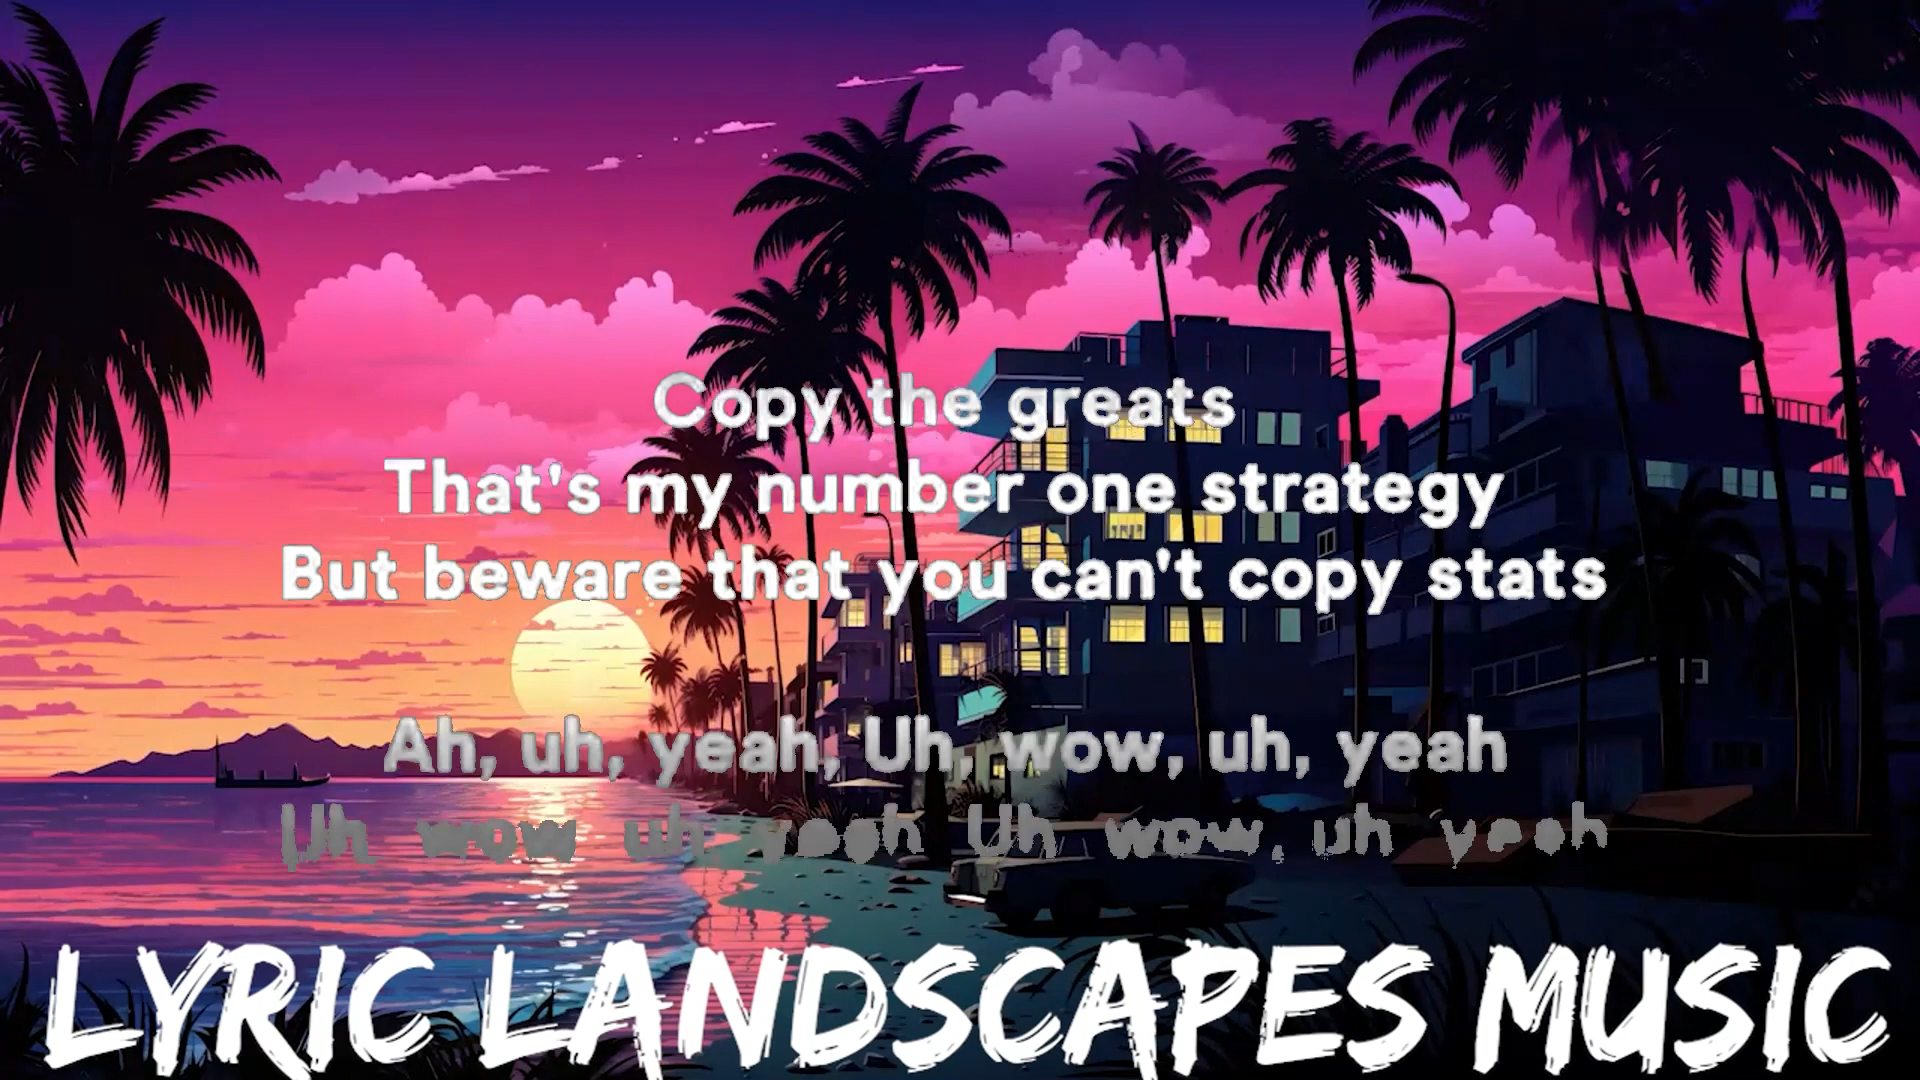 Copy the greats
That's my number one strategy
But beware that you can't copy stats
Ah, uh, yeah, Uh, wow, uh, yeah
Uh wow uh, yeah Uh wow, uh yeah
LYRIC LANDSCAPES MUSIC